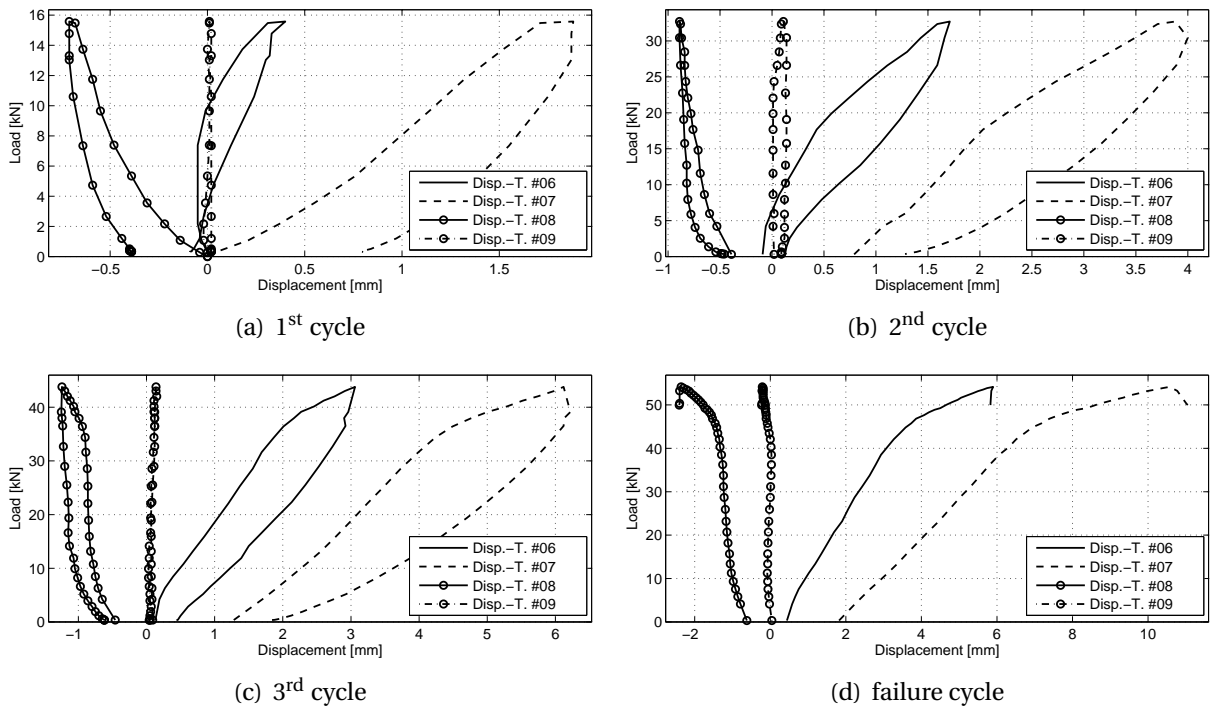 16
14
12
10
8
6
4
2
0
Load [kN]
−0.5
0
0.5
1
1.5
Displacement [mm]
Disp.−T. #06
Disp.−T. #07
Disp.−T. #08
Disp.−T. #09
(a) 1st cycle
30
25
20
15
10
5
0
Load [kN]
−1
−0.5
0
0.5
1
1.5
2
2.5
3
3.5
4
Displacement [mm]
Disp.−T. #06
Disp.−T. #07
Disp.−T. #08
Disp.−T. #09
(b) 2nd cycle
40
30
20
10
0
Load [kN]
−1
0
1
2
3
4
5
6
Displacement [mm]
Disp.−T. #06
Disp.−T. #07
Disp.−T. #08
Disp.−T. #09
(c) 3rd cycle
50
40
30
20
10
0
Load [kN]
−2
0
2
4
6
8
10
Displacement [mm]
Disp.−T. #06
Disp.−T. #07
Disp.−T. #08
Disp.−T. #09
(d) failure cycle